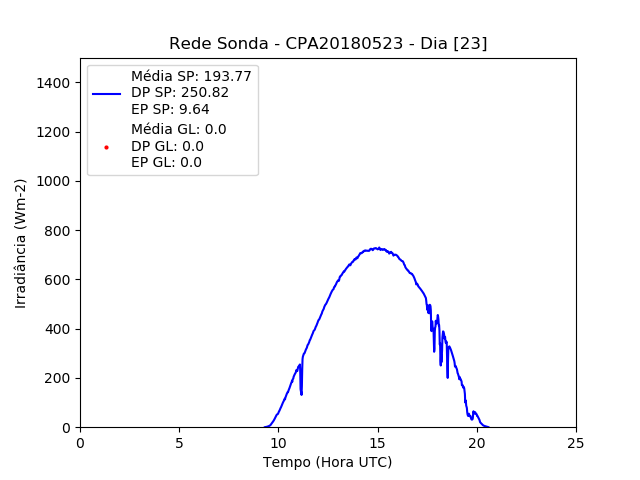 Rede Sonda - CPA20180523 - Dia [23]
Média SP: 193.77
DP SP: 250.82
EP SP: 9.64
Média GL: 0.0
DP GL: 0.0
EP GL: 0.0
1400
1200
1000
800
600
400
200
0
Irradiância (Wm-2)
0 5 10 15 20 25
Tempo (Hora UTC)